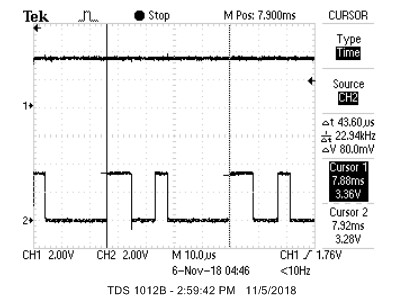 Tek Stop M Pos: 7.900ms CURSOR
Type
Time
Source
CH2
△t 43.60µs
1/△t 22.94kHz
△V 80.0mV
Cursor 1
7.88ms
3.36V
Cursor 2
7.92ms
3.28V
1
2
CH1 2.00V CH2 2.00V M 10.0µs CH1 ∫ 1.76V
6-Nov-18 04:46 <10Hz
TDS 1012B - 2:59:42 PM 11/5/2018